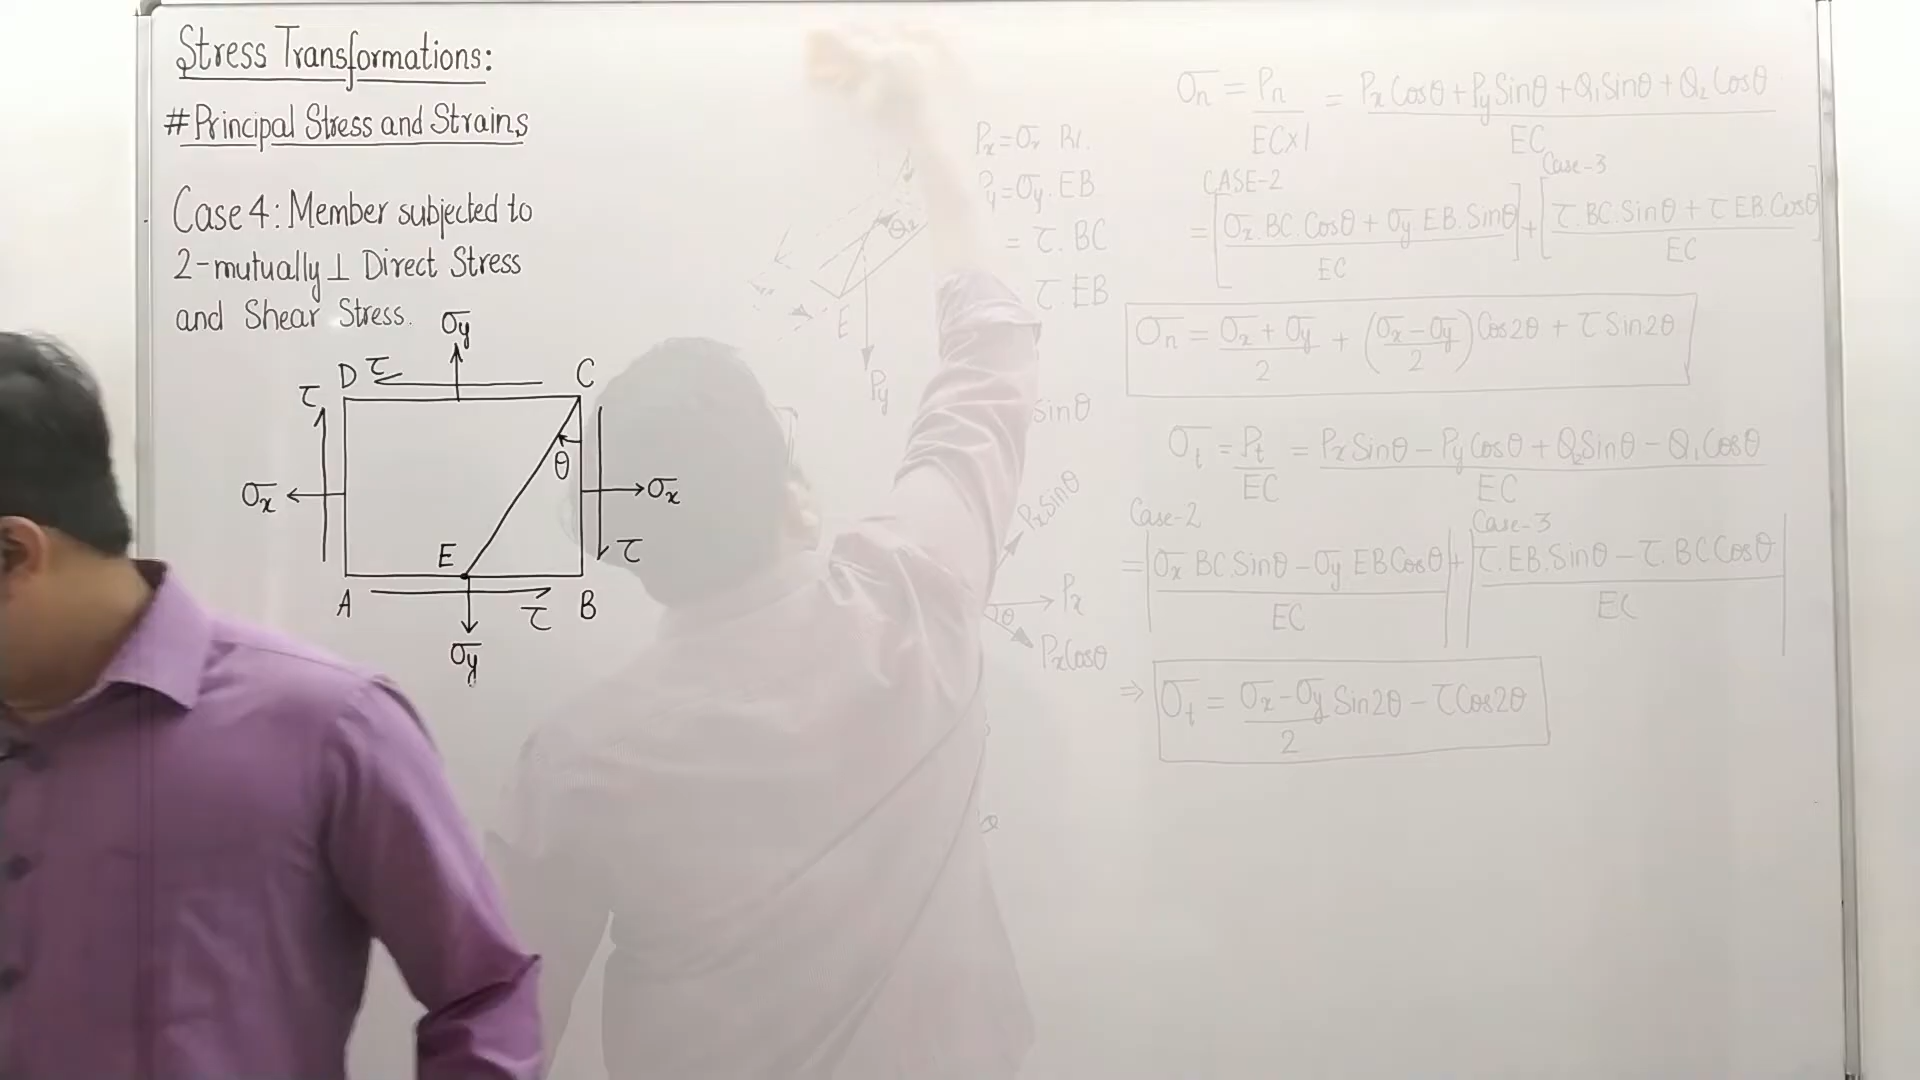 Stress Transformations:
#Principal Stress and Strains
Case 4: Member subjected to
2-mutually ⊥ Direct Stress
and Shear Stress.
σy
D τ C
τ
θ
σx σx
E τ
A τ B
σy
Px = σx
Py = σy. EB
= τ. BC
τ. EB
Q2
E
Py
sinθ
Px sinθ
Px
θ
Px Cosθ
σn = Pn / EC×1 = Px Cosθ + Py Sinθ + Q1 Sinθ + Q2 Cosθ / EC
CASE-2 Case-3
= [σx. BC. Cosθ + σy EB. Sinθ / EC] + [τ. BC. Sinθ + τ EB. Cosθ / EC]
σn = σx + σy / 2 + (σx − σy / 2) Cos2θ + τ Sin2θ
σt = Pt / EC = Px Sinθ − Py Cosθ + Q2 Sinθ − Q1 Cosθ / EC
Case-2 Case-3
= |σx BC. Sinθ − σy EB Cosθ / EC| + |τ. EB. Sinθ − τ. BC Cosθ / EC|
⇒ σt = σx − σy / 2 Sin2θ − τ Cos2θ